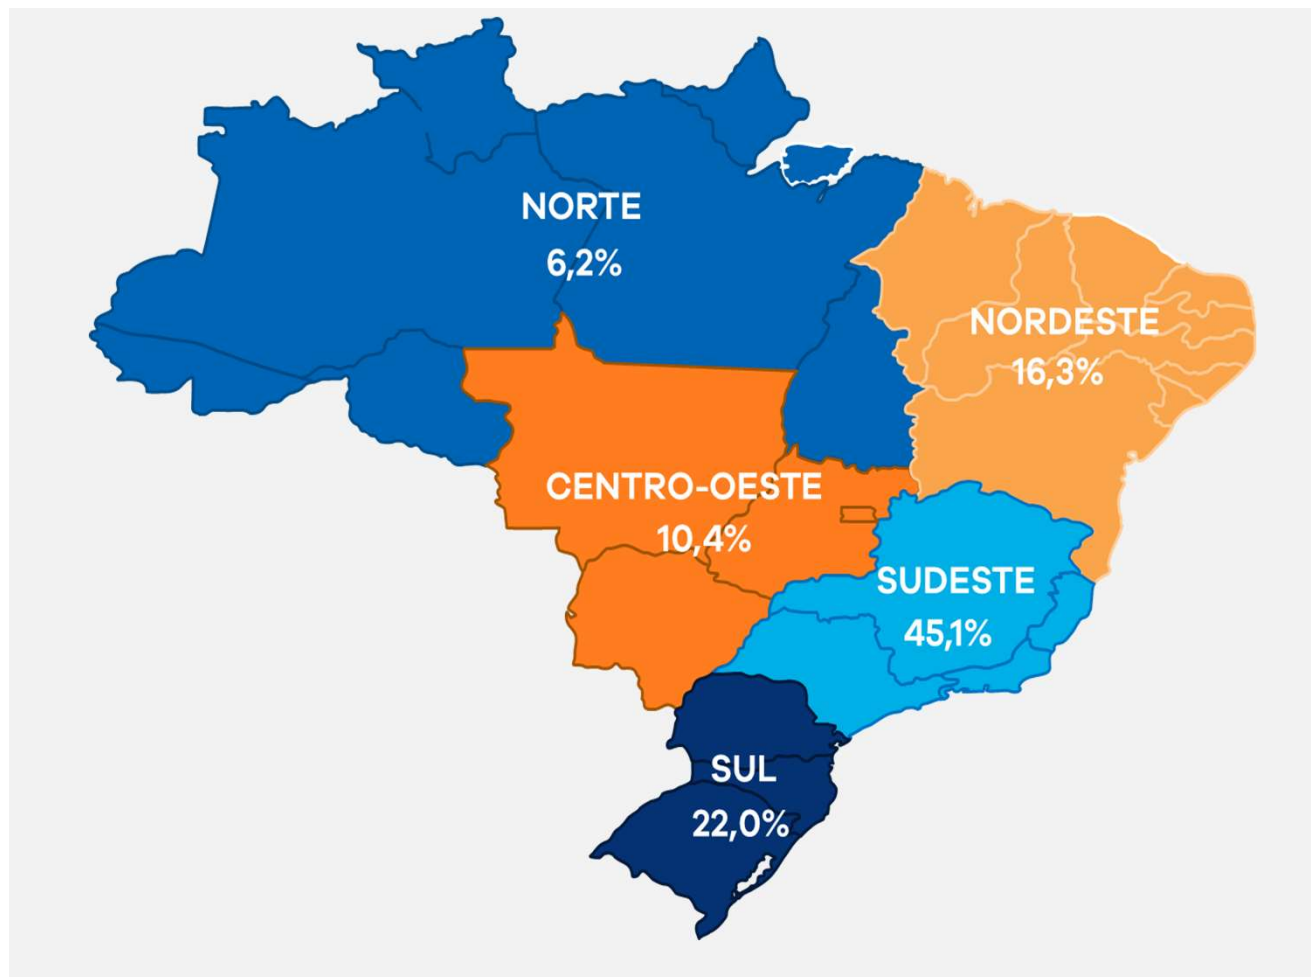 NORTE
6,2%
NORDESTE
16,3%
CENTRO-OESTE
10,4%
SUDESTE
45,1%
SUL
22,0%